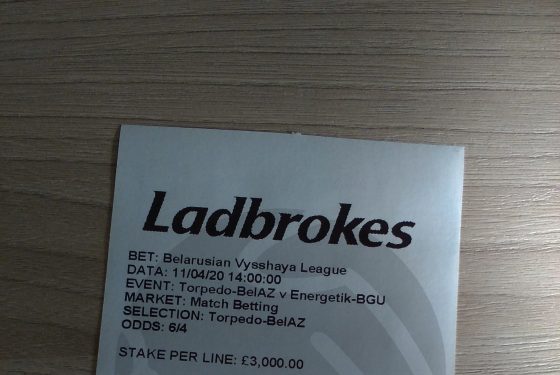 Ladbrokes
BET: Belarusian Vysshaya League
DATA: 11/04/20 14:00:00
EVENT: Torpedo-BelAZ v Energetik-BGU
MARKET: Match Betting
SELECTION: Torpedo-BelAZ
ODDS: 6/4
STAKE PER LINE: £3,000.00